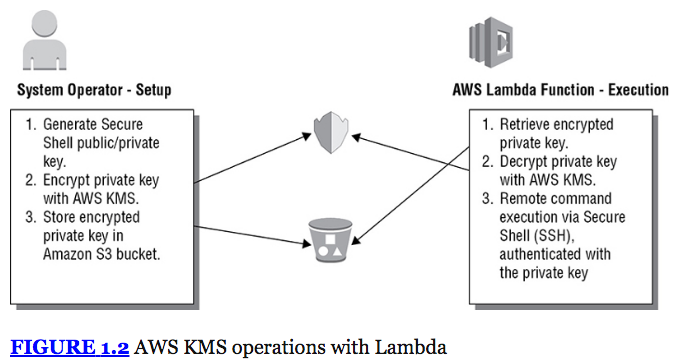 System Operator - Setup
1. Generate Secure
Shell public/private
key.
2. Encrypt private key
with AWS KMS.
3. Store encrypted
private key in
Amazon S3 bucket.
AWS Lambda Function - Execution
1. Retrieve encrypted
private key.
2. Decrypt private key
with AWS KMS.
3. Remote command
execution via Secure
Shell (SSH),
authenticated with
the private key
FIGURE 1.2 AWS KMS operations with Lambda